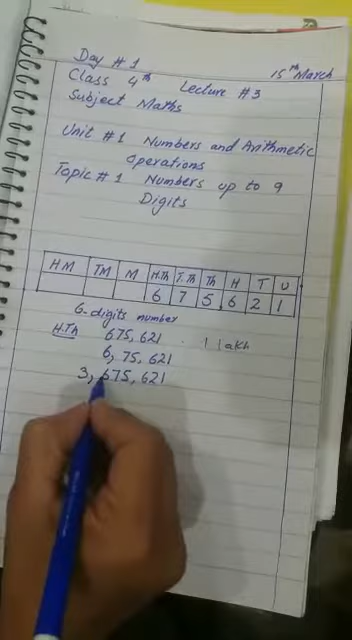 Day # 1
15th March
Class 4th Lecture # 3
Subject Maths
Unit # 1 Numbers and Arithmetic
Operations
Topic # 1 Numbers up to 9
Digits
HM TM M H.Th T.Th Th H T U
6 7 5 6 2 1
6-digits number
H.Th 675,621 1 lakh
6,75,621
3,675,621